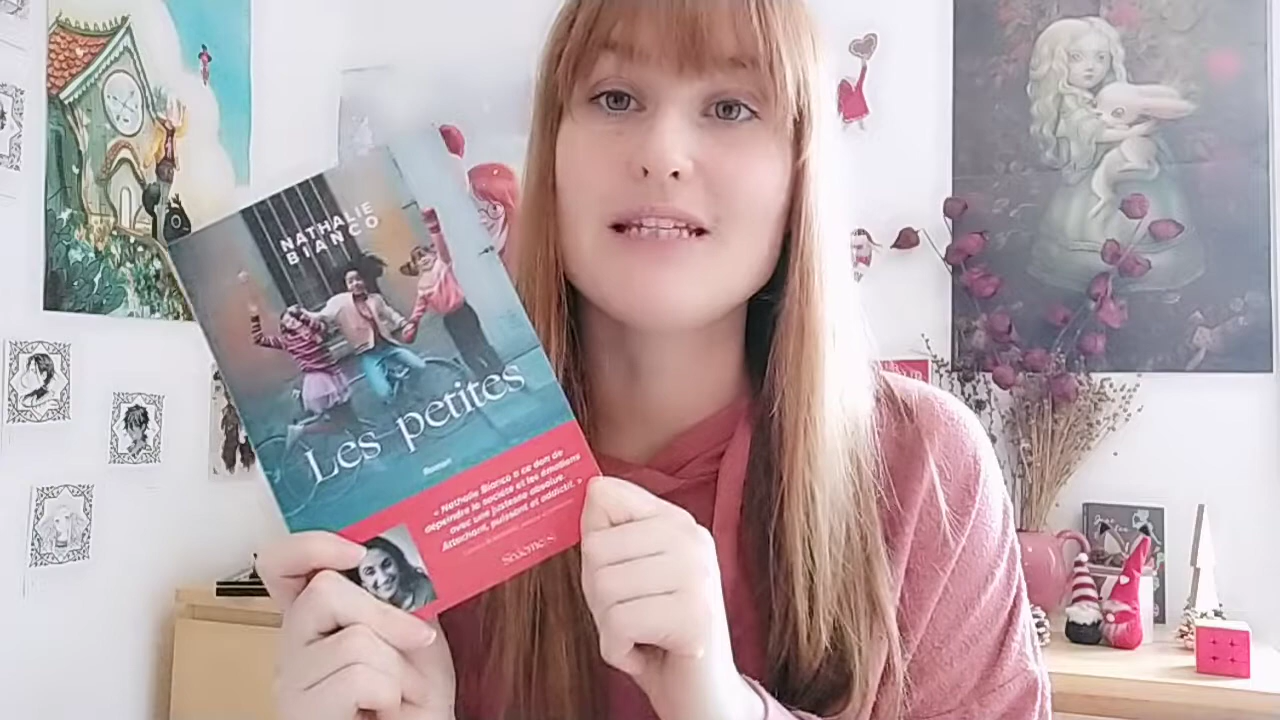 NATHALIE
BIANCO
Les petites
Roman
« Nathalie Bianco a ce don de
dépeindre la société et les émotions
avec une justesse absolue.
Attachant, puissant et addictif. »